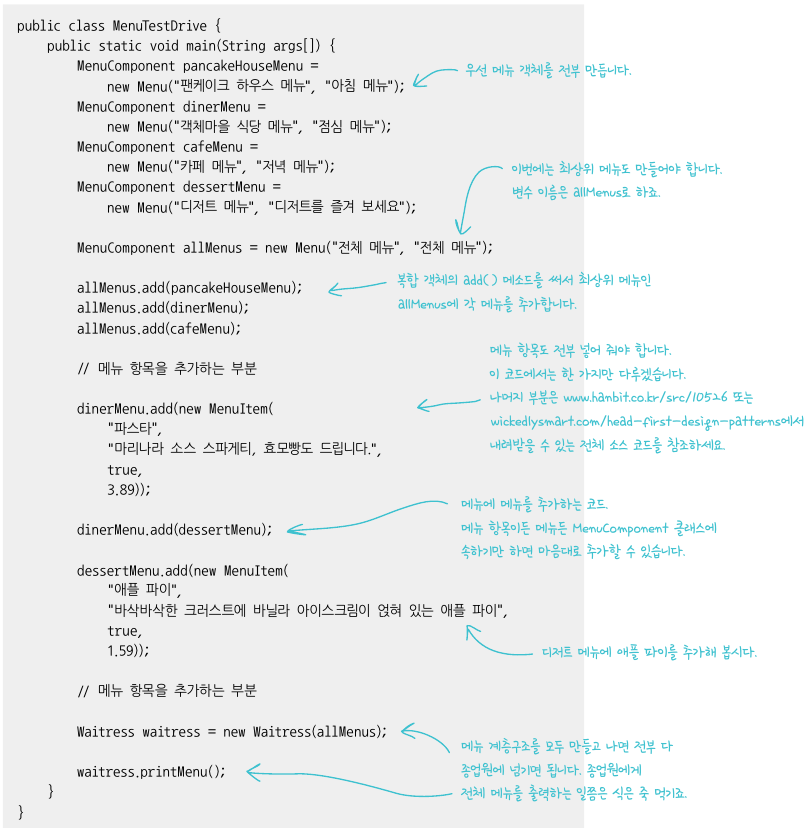 public class MenuTestDrive {
public static void main(String args[]) {
MenuComponent pancakeHouseMenu =
new Menu("팬케이크 하우스 메뉴", "아침 메뉴");
우선 메뉴 객체를 전부 만듭니다.
MenuComponent dinerMenu =
new Menu("객체마을 식당 메뉴", "점심 메뉴");
MenuComponent cafeMenu =
new Menu("카페 메뉴", "저녁 메뉴");
MenuComponent dessertMenu =
new Menu("디저트 메뉴", "디저트를 즐겨 보세요");
이번에는 최상위 메뉴도 만들어야 합니다.
변수 이름은 allMenus로 하죠.
MenuComponent allMenus = new Menu("전체 메뉴", "전체 메뉴");
allMenus.add(pancakeHouseMenu);
allMenus.add(dinerMenu);
allMenus.add(cafeMenu);
복합 객체의 add() 메소드를 써서 최상위 메뉴인
allMenus에 각 메뉴를 추가합니다.
// 메뉴 항목을 추가하는 부분
dinerMenu.add(new MenuItem(
"파스타",
"마리나라 소스 스파게티, 효모빵도 드립니다.",
true,
3.89));
메뉴 항목도 전부 넣어 줘야 합니다.
이 코드에서는 한 가지만 다루겠습니다.
나머지 부분은 www.hanbit.co.kr/src/10526 또는
wickedlysmart.com/head-first-design-patterns에서
내려받을 수 있는 전체 소스 코드를 참조하세요.
dinerMenu.add(dessertMenu);
메뉴에 메뉴를 추가하는 코드.
메뉴 항목이든 메뉴든 MenuComponent 클래스에
속하기만 하면 마음대로 추가할 수 있습니다.
dessertMenu.add(new MenuItem(
"애플 파이",
"바삭바삭한 크러스트에 바닐라 아이스크림이 얹혀 있는 애플 파이",
true,
1.59));
디저트 메뉴에 애플 파이를 추가해 봅시다.
// 메뉴 항목을 추가하는 부분
Waitress waitress = new Waitress(allMenus);
waitress.printMenu();
메뉴 계층구조를 모두 만들고 나면 전부 다
종업원에 넘기면 됩니다. 종업원에게
전체 메뉴를 출력하는 일쯤은 식은 죽 먹기죠.
}
}